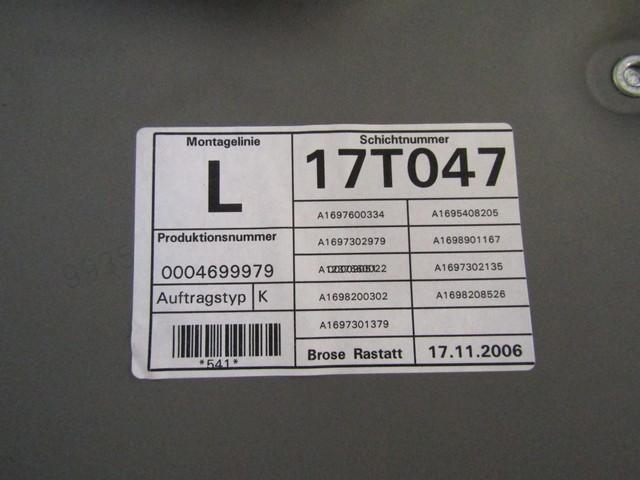 Montagelinie
L
Schichtnummer
17T047
A1697600334 A1695408205
Produktionsnummer
0004699979
A1697302979 A1698901167
A1697302135
Auftragstyp K
A1698200302 A1698208526
A1697301379
*541*
Brose Rastatt 17.11.2006